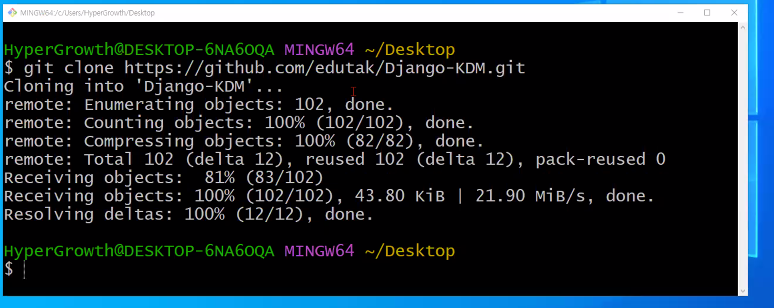 MINGW64:/c/Users/HyperGrowth/Desktop
HyperGrowth@DESKTOP-6NA6OQA MINGW64 ~/Desktop
$ git clone https://github.com/edutak/Django-KDM.git
Cloning into 'Django-KDM'...
remote: Enumerating objects: 102, done.
remote: Counting objects: 100% (102/102), done.
remote: Compressing objects: 100% (82/82), done.
remote: Total 102 (delta 12), reused 102 (delta 12), pack-reused 0
Receiving objects:  81% (83/102)
Receiving objects: 100% (102/102), 43.80 KiB | 21.90 MiB/s, done.
Resolving deltas: 100% (12/12), done.
HyperGrowth@DESKTOP-6NA6OQA MINGW64 ~/Desktop
$